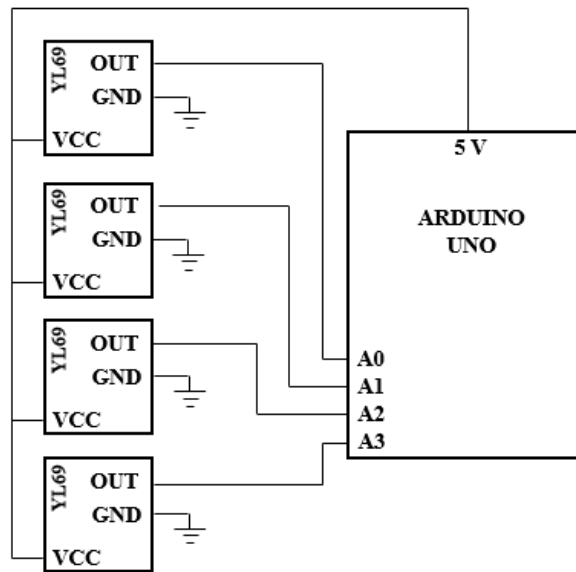 YL69
OUT
GND
VCC
YL69
OUT
GND
VCC
YL69
OUT
GND
VCC
YL69
OUT
GND
VCC
5 V
ARDUINO
UNO
A0
A1
A2
A3